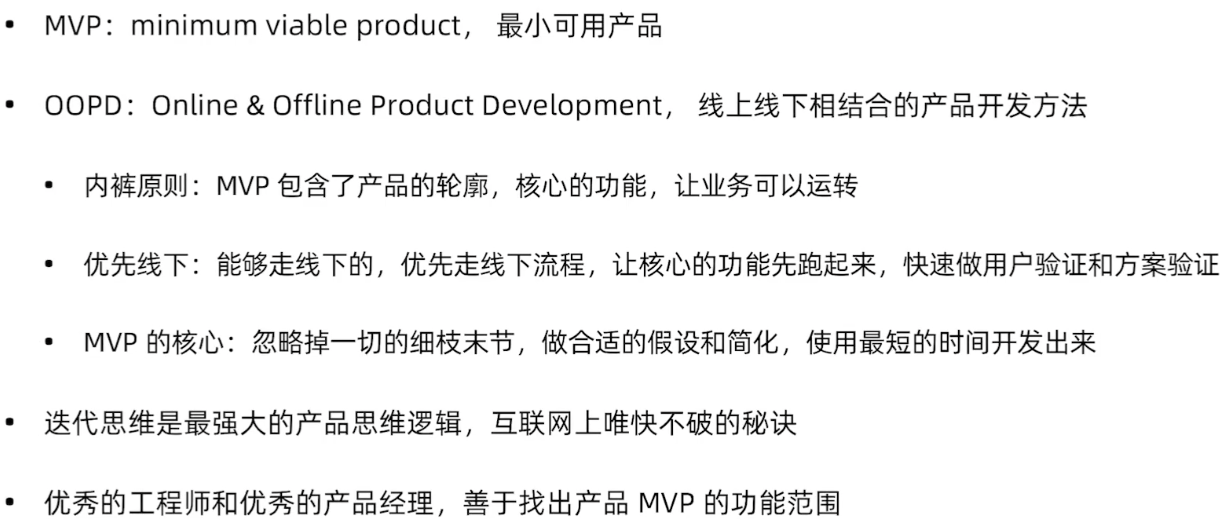 • MVP：minimum viable product， 最小可用产品
• OOPD：Online & Offline Product Development， 线上线下相结合的产品开发方法
• 内裤原则：MVP 包含了产品的轮廓，核心的功能，让业务可以运转
• 优先线下：能够走线下的，优先走线下流程，让核心的功能先跑起来，快速做用户验证和方案验证
• MVP 的核心：忽略掉一切的细枝末节，做合适的假设和简化，使用最短的时间开发出来
• 迭代思维是最强大的产品思维逻辑，互联网上唯快不破的秘诀
• 优秀的工程师和优秀的产品经理，善于找出产品 MVP 的功能范围